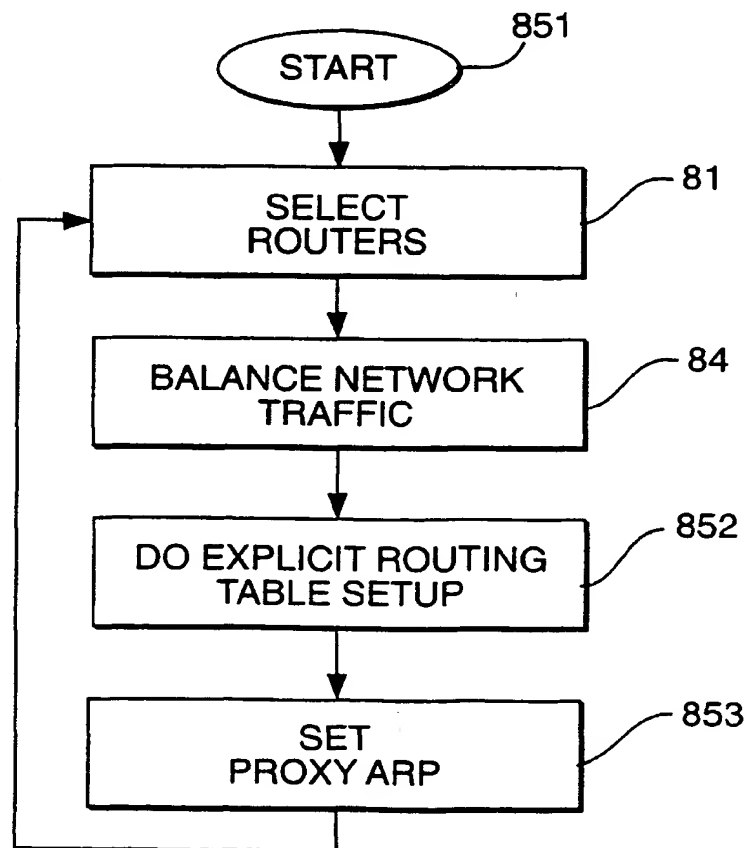 851
START
81
SELECT
ROUTERS
84
BALANCE NETWORK
TRAFFIC
852
DO EXPLICIT ROUTING
TABLE SETUP
853
SET
PROXY ARP